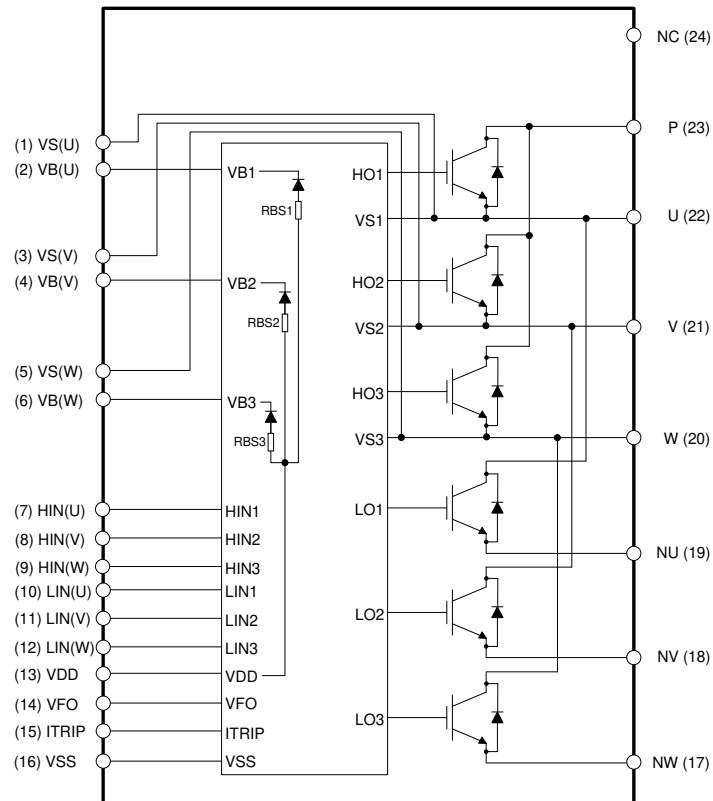 NC (24)
P (23)
(1) VS(U)
(2) VB(U)
VB1
HO1
RBS1
VS1
U (22)
(3) VS(V)
(4) VB(V)
VB2
HO2
RBS2
VS2
V (21)
(5) VS(W)
(6) VB(W)
VB3
HO3
RBS3
VS3
W (20)
(7) HIN(U)
HIN1
LO1
(8) HIN(V)
HIN2
NU (19)
(9) HIN(W)
HIN3
(10) LIN(U)
LIN1
(11) LIN(V)
LIN2
LO2
(12) LIN(W)
LIN3
NV (18)
(13) VDD
VDD
(14) VFO
VFO
LO3
(15) ITRIP
ITRIP
(16) VSS
VSS
NW (17)